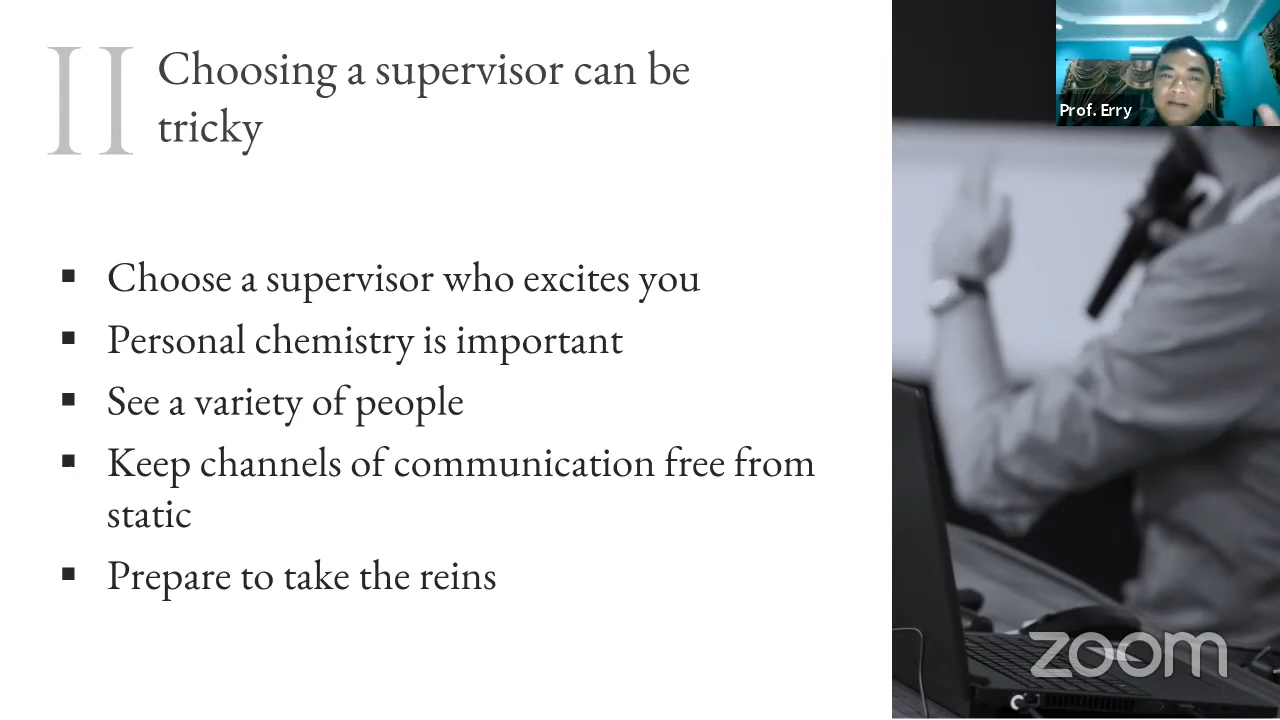 II
Choosing a supervisor can be
tricky
Prof. Erry
▪ Choose a supervisor who excites you
▪ Personal chemistry is important
▪ See a variety of people
▪ Keep channels of communication free from
static
▪ Prepare to take the reins
zoom